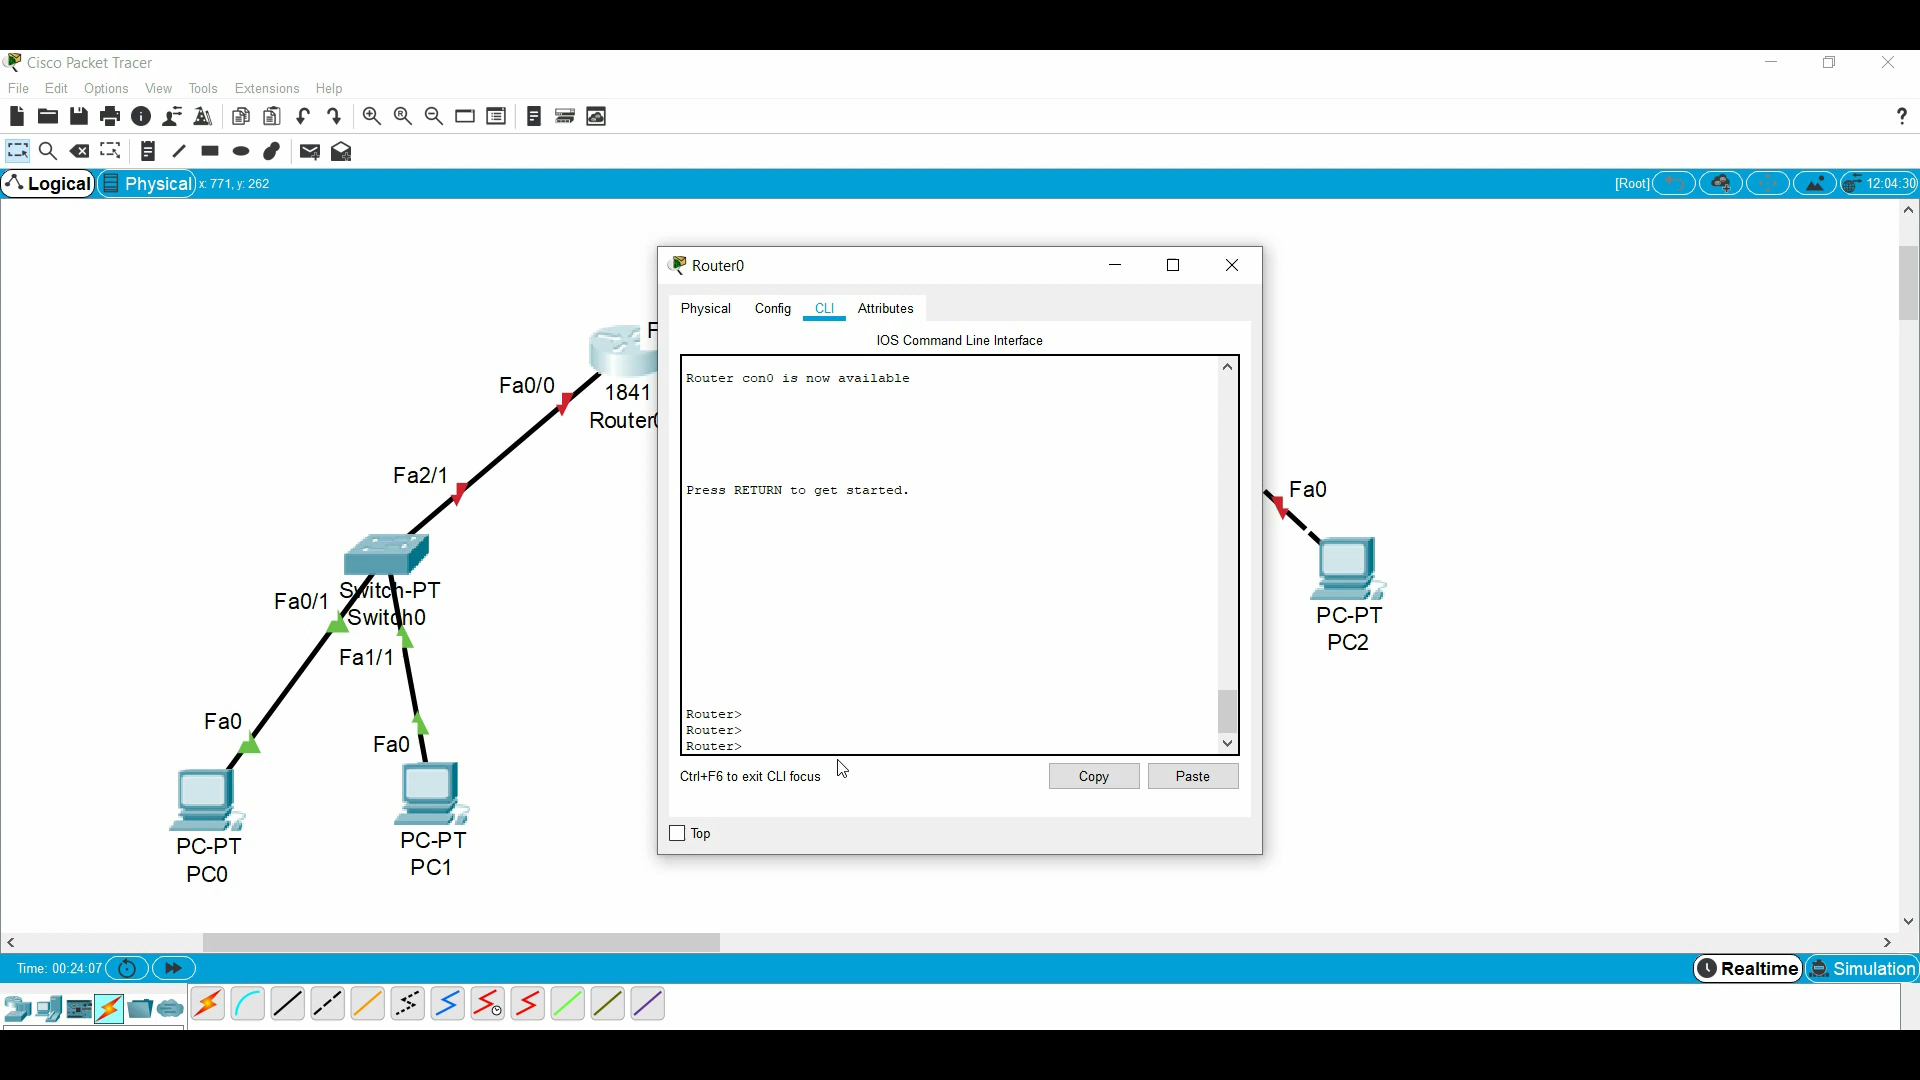 Cisco Packet Tracer
File Edit Options View Tools Extensions Help
Logical Physical x: 771, y: 262 [Root] 12:04:30
Router0
Physical Config CLI Attributes
IOS Command Line Interface
Router con0 is now available
Press RETURN to get started.
Router>
Router>
Router>
Ctrl+F6 to exit CLI focus Copy Paste
Top
F
Fa0/0
1841
Router0
Fa2/1
Switch-PT
Switch0
Fa0/1
Fa1/1
Fa0
Fa0
PC-PT
PC0
PC-PT
PC1
Fa0
PC-PT
PC2
Time: 00:24:07 Realtime Simulation